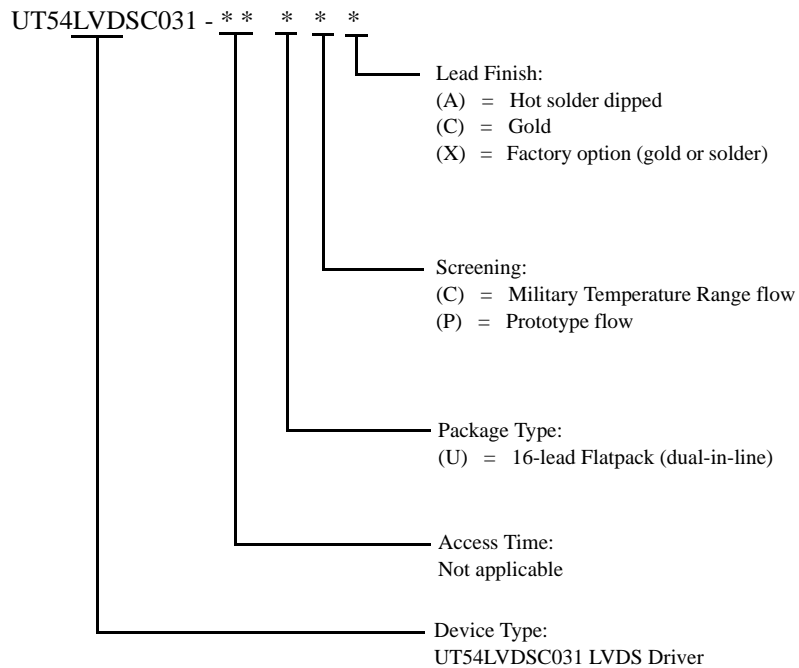 UT54LVDSC031 - * * * * *
Lead Finish:
(A) = Hot solder dipped
(C) = Gold
(X) = Factory option (gold or solder)
Screening:
(C) = Military Temperature Range flow
(P) = Prototype flow
Package Type:
(U) = 16-lead Flatpack (dual-in-line)
Access Time:
Not applicable
Device Type:
UT54LVDSC031 LVDS Driver